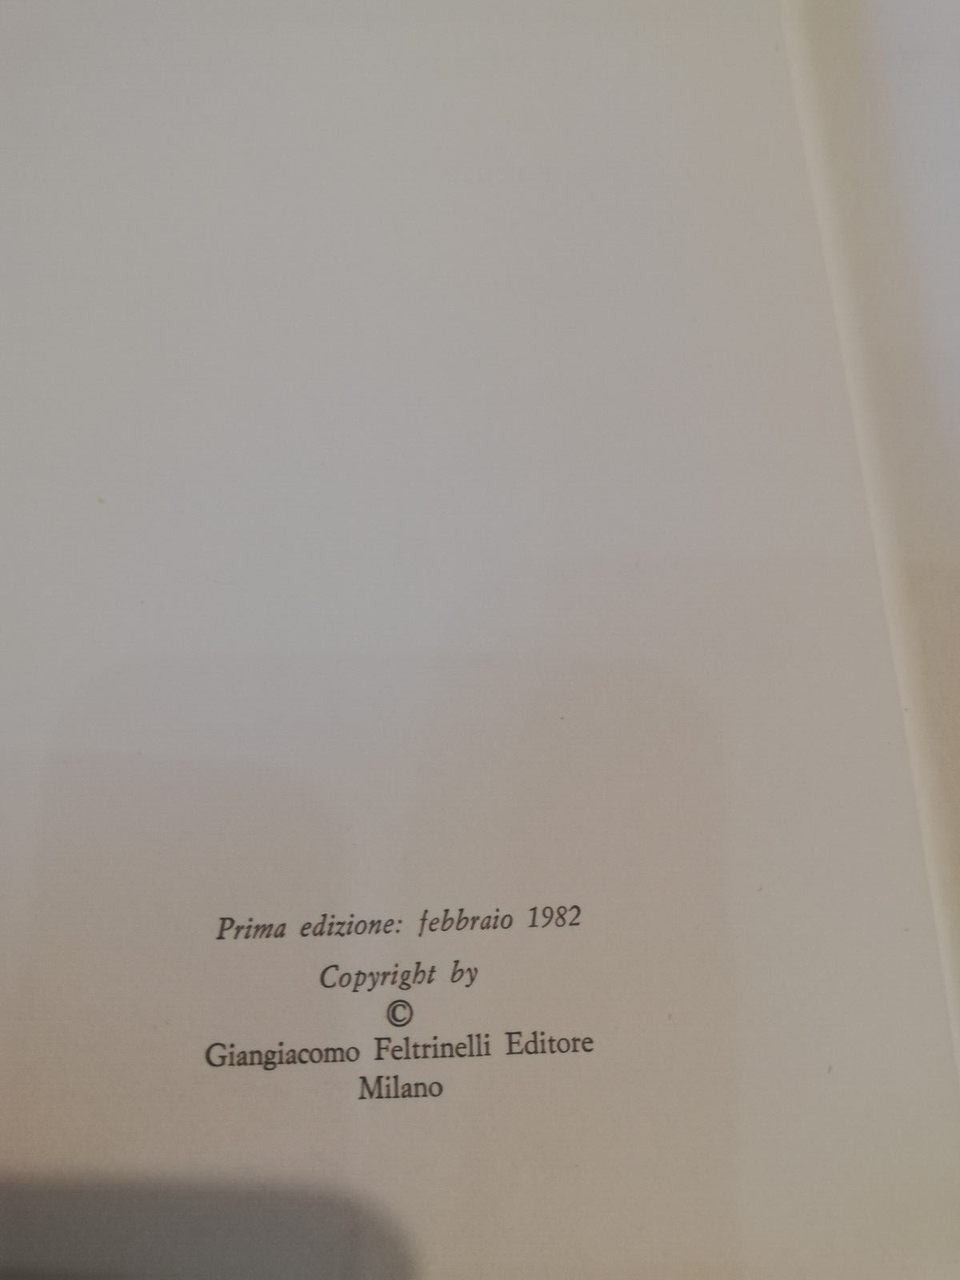 Prima edizione: febbraio 1982
Copyright by
©
Giangiacomo Feltrinelli Editore
Milano